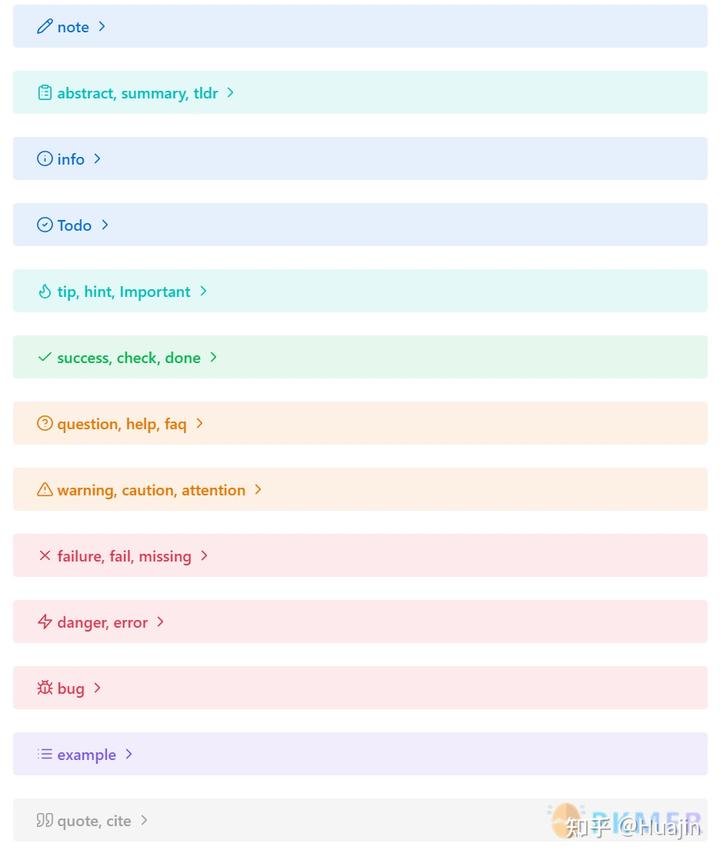 note
abstract, summary, tldr
info
Todo
tip, hint, Important
success, check, done
question, help, faq
warning, caution, attention
failure, fail, missing
danger, error
bug
example
quote, cite
PKMER
知乎 @Huajin